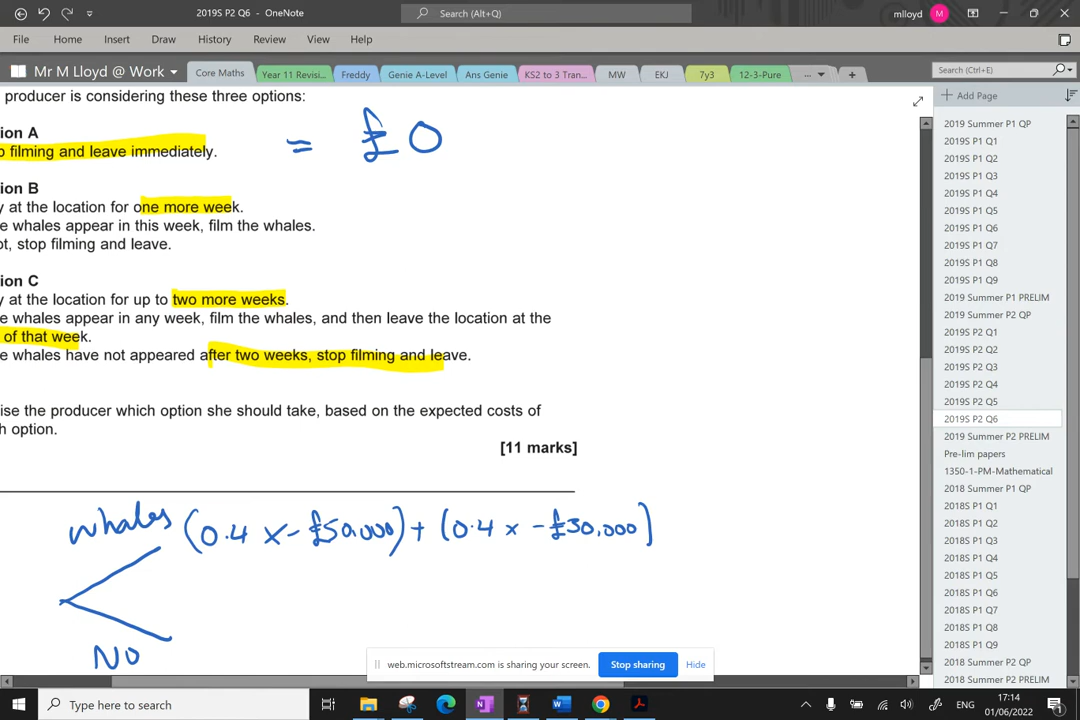 2019S P2 Q6 - OneNote
Search (Alt+Q)
mlloyd
M
File
Home
Insert
Draw
History
Review
View
Help
Mr M Lloyd @ Work
Core Maths
Year 11 Revisi...
Freddy
Genie A-Level
Ans Genie
KS2 to 3 Tran...
MW
EKJ
7y3
12-3-Pure
...
Search (Ctrl+E)
producer is considering these three options:
ion A
p filming and leave immediately.
= £0
ion B
y at the location for one more week.
e whales appear in this week, film the whales.
ot, stop filming and leave.
ion C
y at the location for up to two more weeks.
e whales appear in any week, film the whales, and then leave the location at the
of that week.
e whales have not appeared after two weeks, stop filming and leave.
ise the producer which option she should take, based on the expected costs of
h option.
[11 marks]
whales (0.4 x -£50,000) + (0.4 x -£30,000)
NO
Add Page
2019 Summer P1 QP
2019S P1 Q1
2019S P1 Q2
2019S P1 Q3
2019S P1 Q4
2019S P1 Q5
2019S P1 Q6
2019S P1 Q7
2019S P1 Q8
2019S P1 Q9
2019 Summer P1 PRELIM
2019 Summer P2 QP
2019S P2 Q1
2019S P2 Q2
2019S P2 Q3
2019S P2 Q4
2019S P2 Q5
2019S P2 Q6
2019 Summer P2 PRELIM
Pre-lim papers
1350-1-PM-Mathematical
2018 Summer P1 QP
2018S P1 Q1
2018S P1 Q2
2018S P1 Q3
2018S P1 Q4
2018S P1 Q5
2018S P1 Q6
2018S P1 Q7
2018S P1 Q8
2018S P1 Q9
2018 Summer P2 QP
2018 Summer P2 PRELIM
web.microsoftstream.com is sharing your screen.
Stop sharing
Hide
Type here to search
ENG
17:14
01/06/2022
1